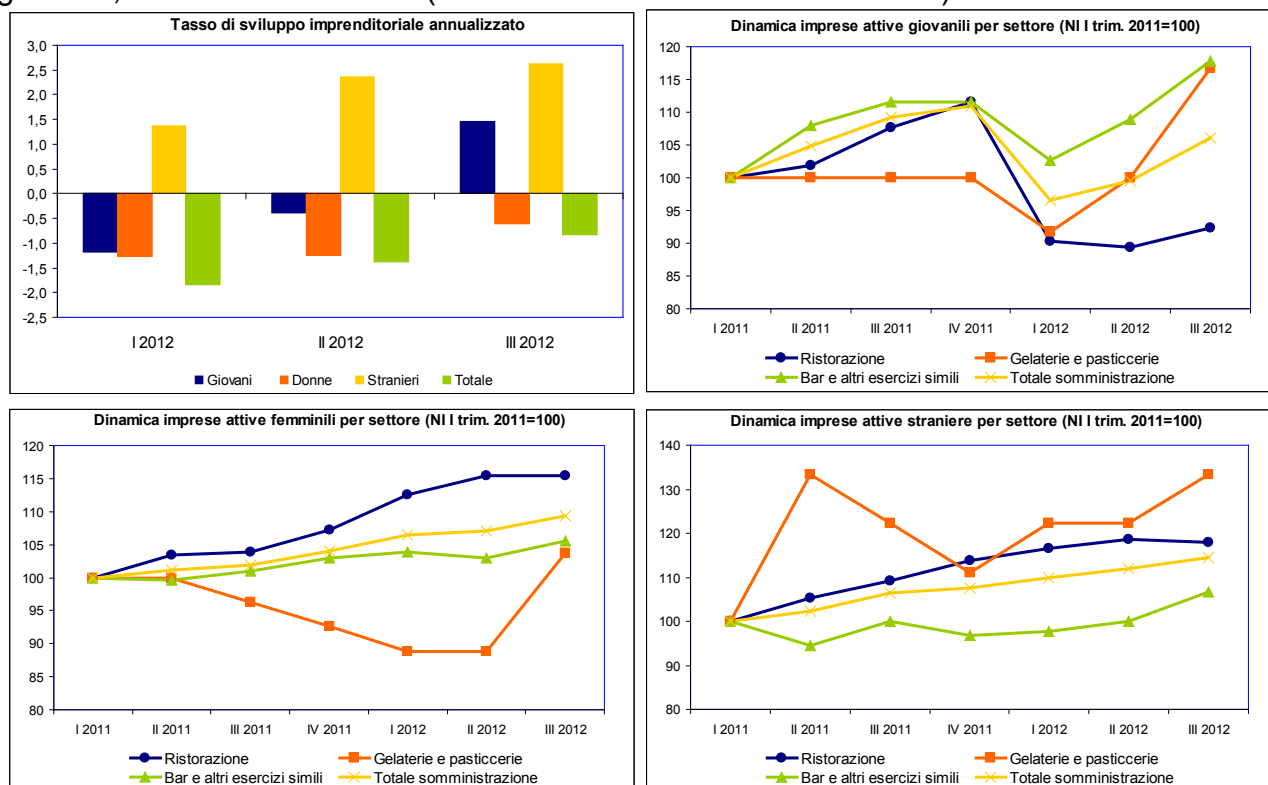 Tasso di sviluppo imprenditoriale annualizzato
3,0
2,5
2,0
1,5
1,0
0,5
0,0
-0,5
-1,0
-1,5
-2,0
-2,5
I 2012 II 2012 III 2012
Giovani Donne Stranieri Totale
Dinamica imprese attive giovanili per settore (NI I trim. 2011=100)
120
115
110
105
100
95
90
85
80
I 2011 II 2011 III 2011 IV 2011 I 2012 II 2012 III 2012
Ristorazione Gelaterie e pasticcerie
Bar e altri esercizi simili Totale somministrazione
Dinamica imprese attive femminili per settore (NI I trim. 2011=100)
120
115
110
105
100
95
90
85
80
I 2011 II 2011 III 2011 IV 2011 I 2012 II 2012 III 2012
Ristorazione Gelaterie e pasticcerie
Bar e altri esercizi simili Totale somministrazione
Dinamica imprese attive straniere per settore (NI I trim. 2011=100)
140
130
120
110
100
90
80
I 2011 II 2011 III 2011 IV 2011 I 2012 II 2012 III 2012
Ristorazione Gelaterie e pasticcerie
Bar e altri esercizi simili Totale somministrazione